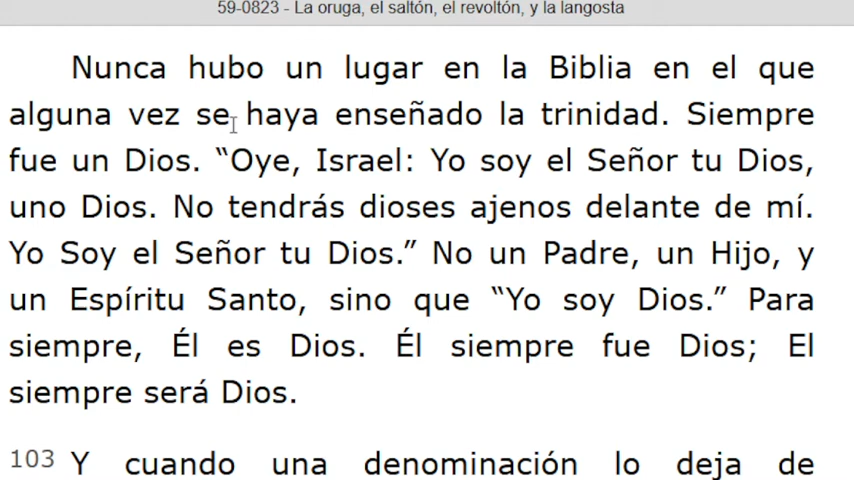 59-0823 - La oruga, el saltón, el revoltón, y la langosta
Nunca hubo un lugar en la Biblia en el que
alguna vez se haya enseñado la trinidad. Siempre
fue un Dios. “Oye, Israel: Yo soy el Señor tu Dios,
uno Dios. No tendrás dioses ajenos delante de mí.
Yo Soy el Señor tu Dios.” No un Padre, un Hijo, y
un Espíritu Santo, sino que “Yo soy Dios.” Para
siempre, Él es Dios. Él siempre fue Dios; El
siempre será Dios.
103 Y cuando una denominación lo deja de